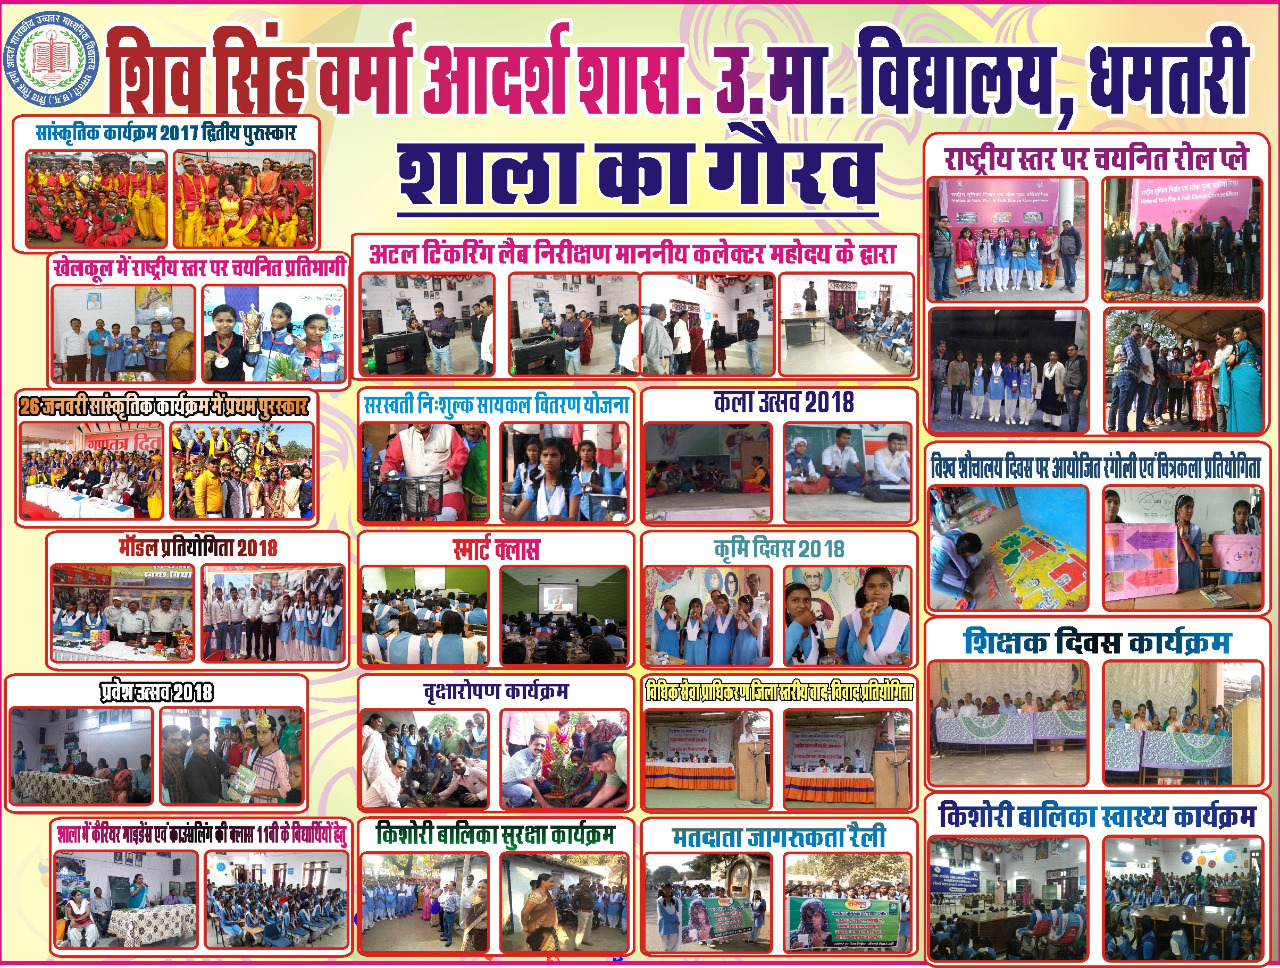 शिव सिंह वर्मा आदर्श शास. उ.मा. विद्यालय, धमतरी
शाला का गौरव
सांस्कृतिक कार्यक्रम 2017 द्वितीय पुरुस्कार
खेलकूल में राष्ट्रीय स्तर पर चयनित प्रतिभागी
26 जनवरी सांस्कृतिक कार्यक्रम में प्रथम पुरस्कार
गणतंत्र दिव
मॉडल प्रतियोगिता 2018
प्रवेश उत्सव 2018
शाला में कैरियर गाइडेंस एवं काउंसलिंग की क्लास 11वी के विद्यार्थियों हेतु
अटल टिंकरिंग लैब निरीक्षण माननीय कलेक्टर महोदय के द्वारा
सरस्वती निःशुल्क सायकल वितरण योजना
कला उत्सव 2018
स्मार्ट क्लास
कृमि दिवस 2018
वृक्षारोपण कार्यक्रम
विधिक सेवा प्राधिकरण जिला स्तरीय वाद-विवाद प्रतियोगिता
किशोरी बालिका सुरक्षा कार्यक्रम
मतदाता जागरुकता रैली
राष्ट्रीय स्तर पर चयनित रोल प्ले
विश्व शौचालय दिवस पर आयोजित रंगोली एवं चित्रकला प्रतियोगिता
शिक्षक दिवस कार्यक्रम
किशोरी बालिका स्वास्थ्य कार्यक्रम